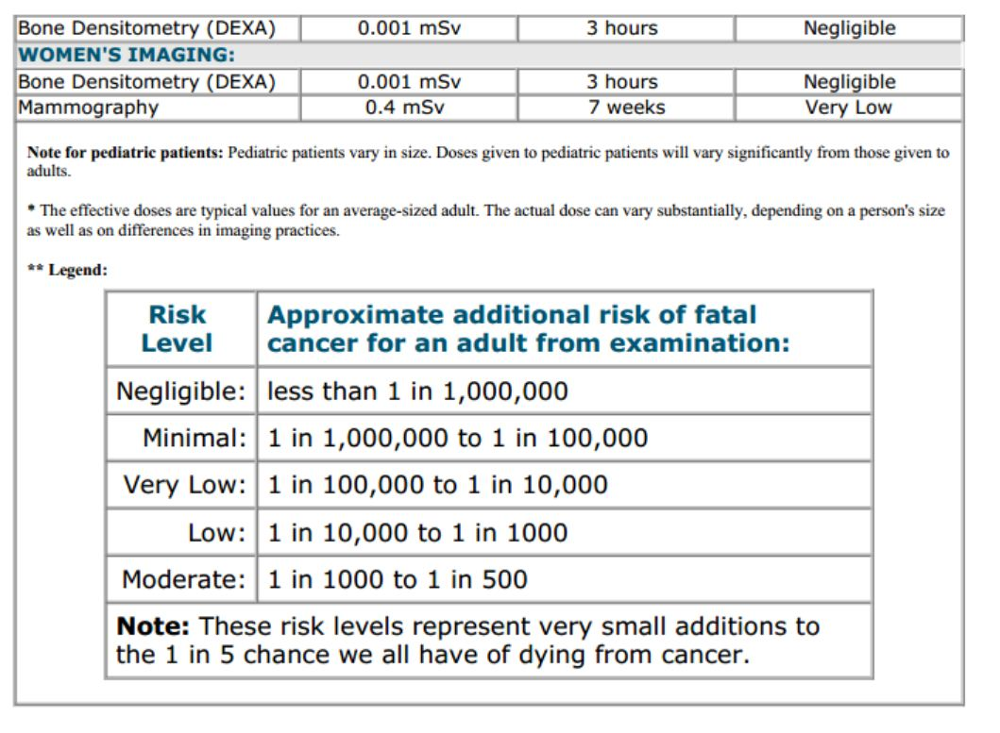 Bone Densitometry (DEXA) 0.001 mSv 3 hours Negligible
WOMEN'S IMAGING:
Bone Densitometry (DEXA) 0.001 mSv 3 hours Negligible
Mammography 0.4 mSv 7 weeks Very Low
Note for pediatric patients: Pediatric patients vary in size. Doses given to pediatric patients will vary significantly from those given to
adults.
* The effective doses are typical values for an average-sized adult. The actual dose can vary substantially, depending on a person's size
as well as on differences in imaging practices.
** Legend:
Risk Level Approximate additional risk of fatal
cancer for an adult from examination:
Negligible: less than 1 in 1,000,000
Minimal: 1 in 1,000,000 to 1 in 100,000
Very Low: 1 in 100,000 to 1 in 10,000
Low: 1 in 10,000 to 1 in 1000
Moderate: 1 in 1000 to 1 in 500
Note: These risk levels represent very small additions to
the 1 in 5 chance we all have of dying from cancer.